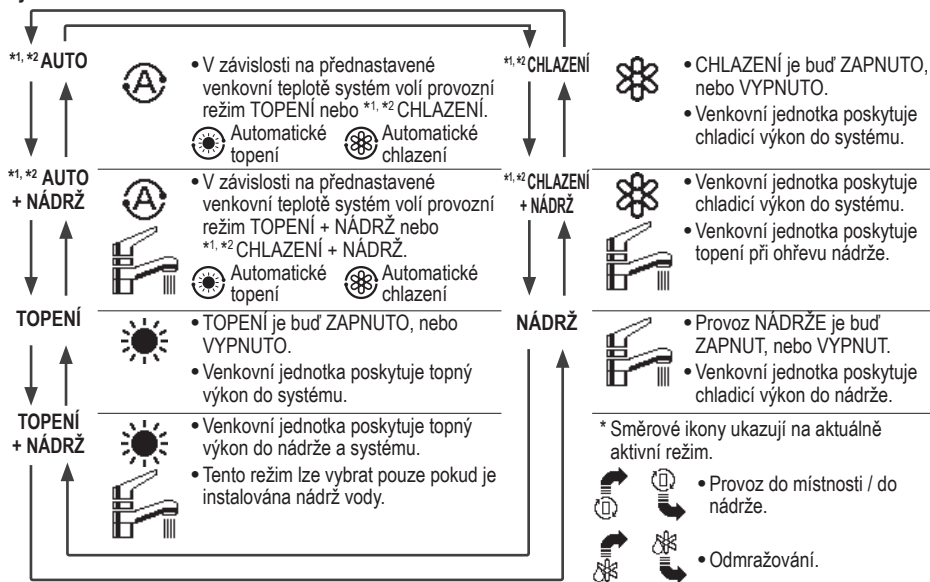 *1, *2 AUTO
• V závislosti na přednastavené
venkovní teplotě systém volí provozní
režim TOPENÍ nebo *1, *2 CHLAZENÍ.
Automatické
topení
Automatické
chlazení
*1, *2 AUTO
+ NÁDRŽ
• V závislosti na přednastavené
venkovní teplotě systém volí provozní
režim TOPENÍ + NÁDRŽ nebo
*1, *2 CHLAZENÍ + NÁDRŽ.
Automatické
topení
Automatické
chlazení
TOPENÍ
• TOPENÍ je buď ZAPNUTO, nebo
VYPNUTO.
• Venkovní jednotka poskytuje topný
výkon do systému.
TOPENÍ
+ NÁDRŽ
• Venkovní jednotka poskytuje topný
výkon do nádrže a systému.
• Tento režim lze vybrat pouze pokud je
instalována nádrž vody.
*1, *2 CHLAZENÍ
• CHLAZENÍ je buď ZAPNUTO,
nebo VYPNUTO.
• Venkovní jednotka poskytuje
chladicí výkon do systému.
*1, *2 CHLAZENÍ
+ NÁDRŽ
• Venkovní jednotka poskytuje
chladicí výkon do systému.
• Venkovní jednotka poskytuje
topení při ohřevu nádrže.
NÁDRŽ
• Provoz NÁDRŽE je buď
ZAPNUT, nebo VYPNUT.
• Venkovní jednotka poskytuje
chladicí výkon do nádrže.
* Směrové ikony ukazují na aktuálně
aktivní režim.
• Provoz do místnosti / do
nádrže.
• Odmražování.